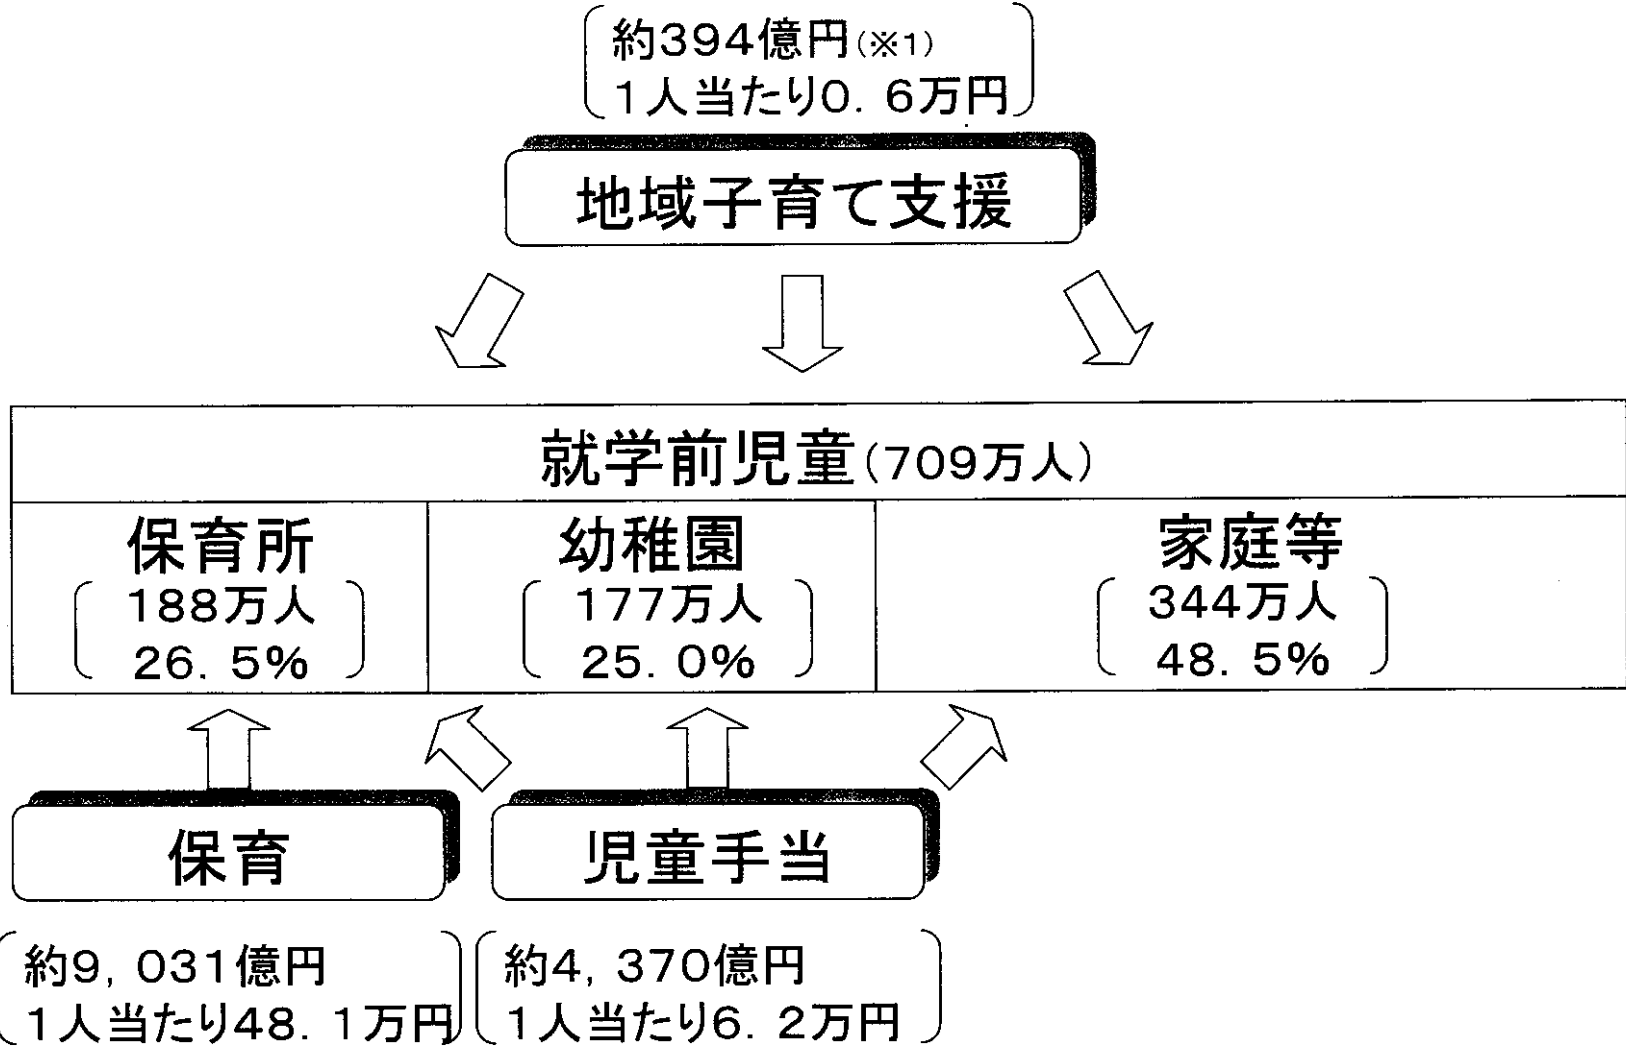 約394億円(※1)
1人当たり0.6万円
地域子育て支援
就学前児童(709万人)
保育所
188万人
26.5%
幼稚園
177万人
25.0%
家庭等
344万人
48.5%
保育
児童手当
約9,031億円
1人当たり48.1万円
約4,370億円
1人当たり6.2万円